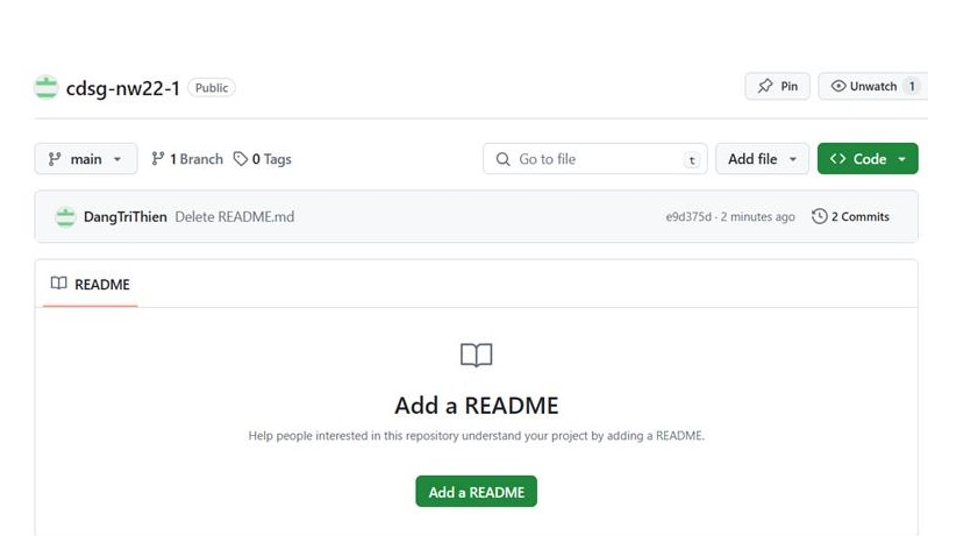 cdsg-nw22-1 Public Pin Unwatch 1
main 1 Branch 0 Tags Go to file t Add file Code
DangTriThien Delete README.md e9d375d · 2 minutes ago 2 Commits
README
Add a README
Help people interested in this repository understand your project by adding a README.
Add a README